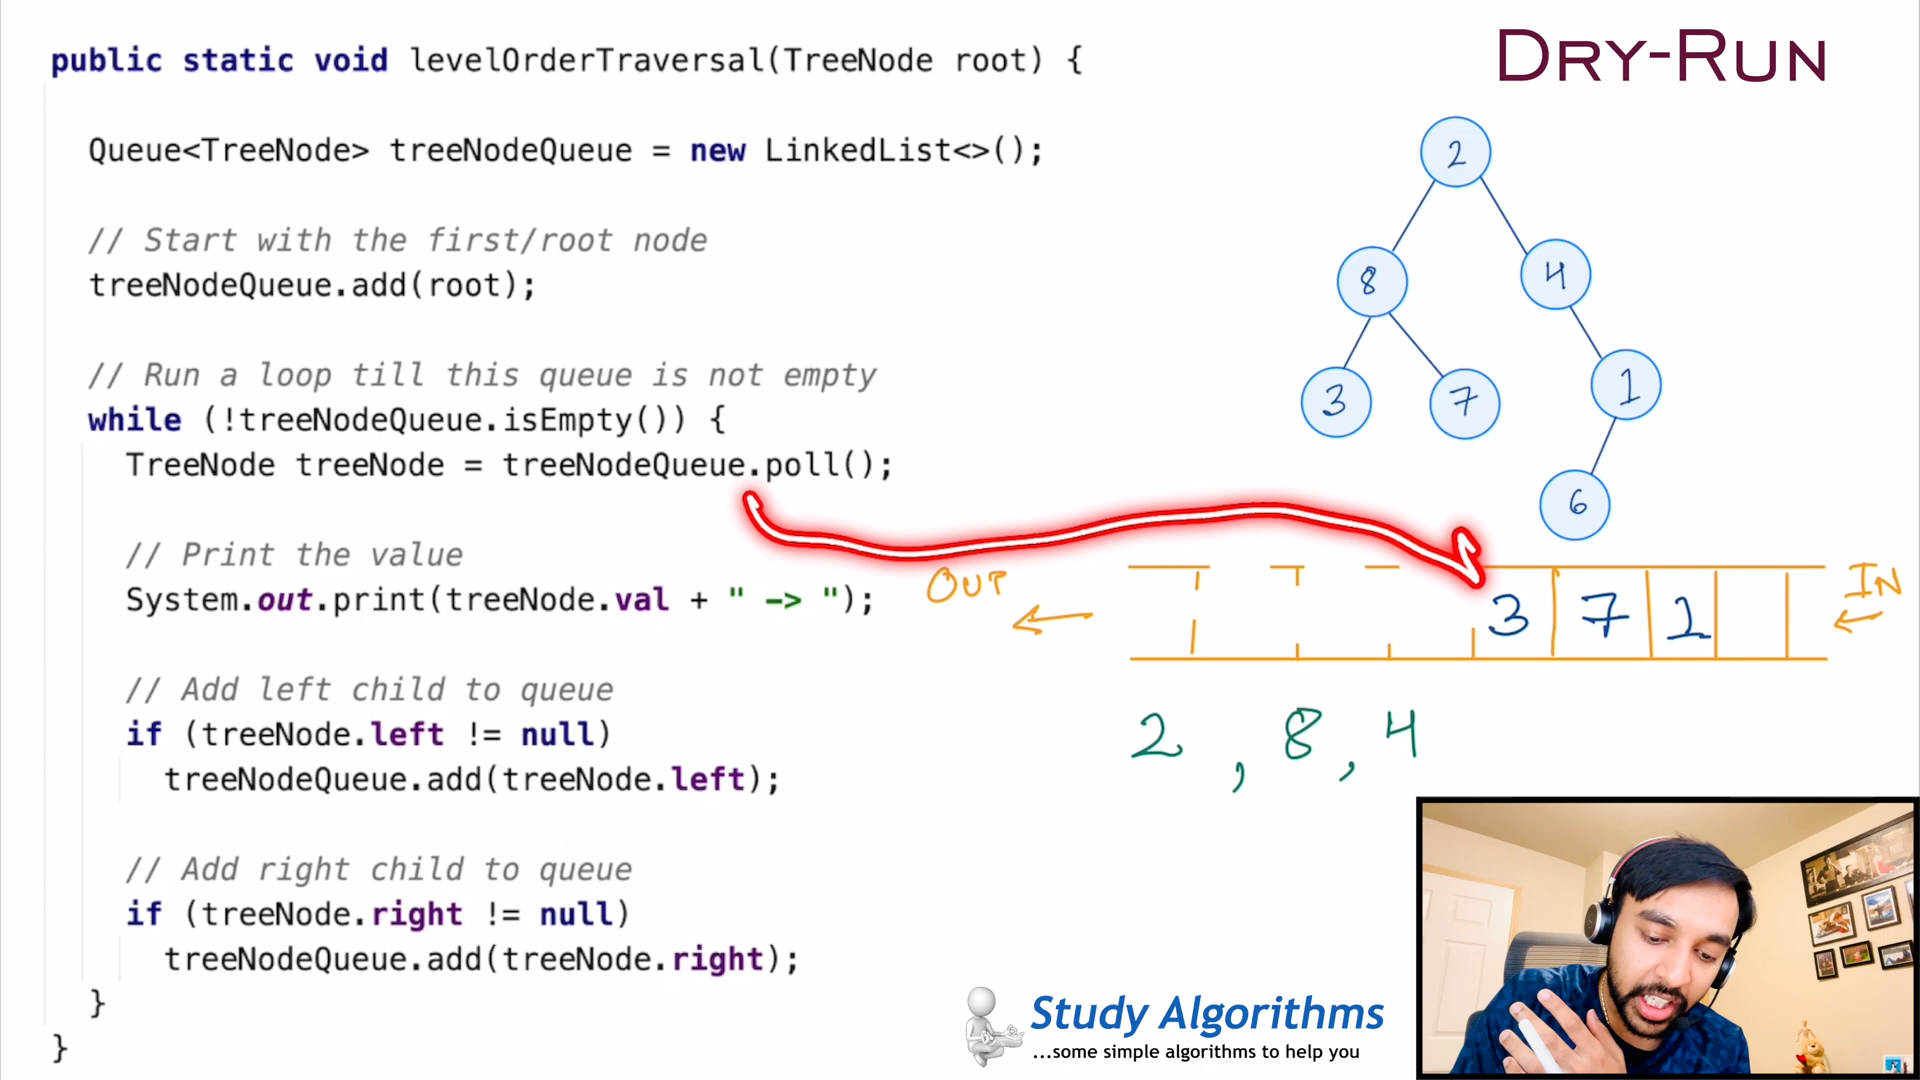 public static void levelOrderTraversal(TreeNode root) {
Queue<TreeNode> treeNodeQueue = new LinkedList<>();
// Start with the first/root node
treeNodeQueue.add(root);
// Run a loop till this queue is not empty
while (!treeNodeQueue.isEmpty()) {
TreeNode treeNode = treeNodeQueue.poll();
// Print the value
System.out.print(treeNode.val + " -> ");
// Add left child to queue
if (treeNode.left != null)
treeNodeQueue.add(treeNode.left);
// Add right child to queue
if (treeNode.right != null)
treeNodeQueue.add(treeNode.right);
}
}
DRY-RUN
2
8
4
3
7
1
6
OUT
IN
3 7 1
2 , 8 , 4
Study Algorithms
...some simple algorithms to help you